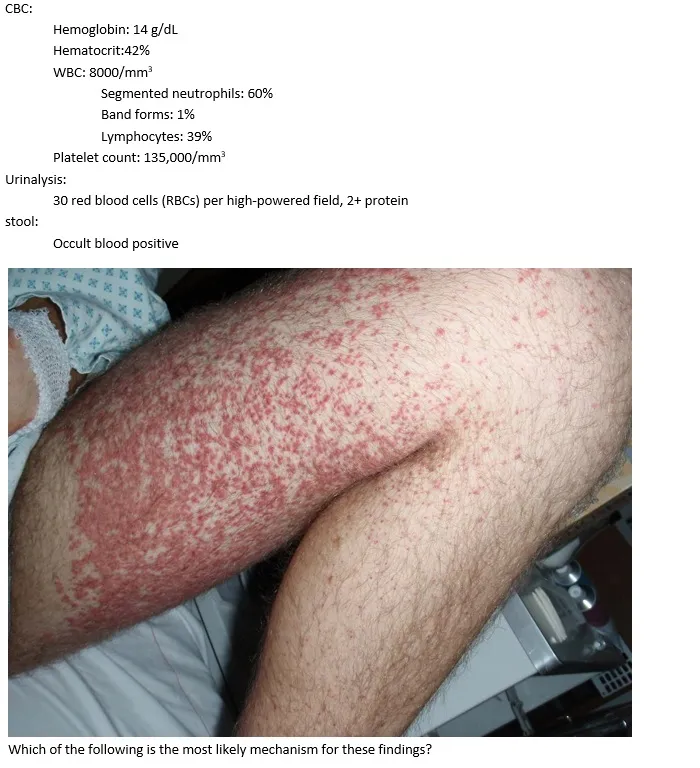 CBC:
Hemoglobin: 14 g/dL
Hematocrit:42%
WBC: 8000/mm³
Segmented neutrophils: 60%
Band forms: 1%
Lymphocytes: 39%
Platelet count: 135,000/mm³
Urinalysis:
30 red blood cells (RBCs) per high-powered field, 2+ protein
stool:
Occult blood positive
Which of the following is the most likely mechanism for these findings?